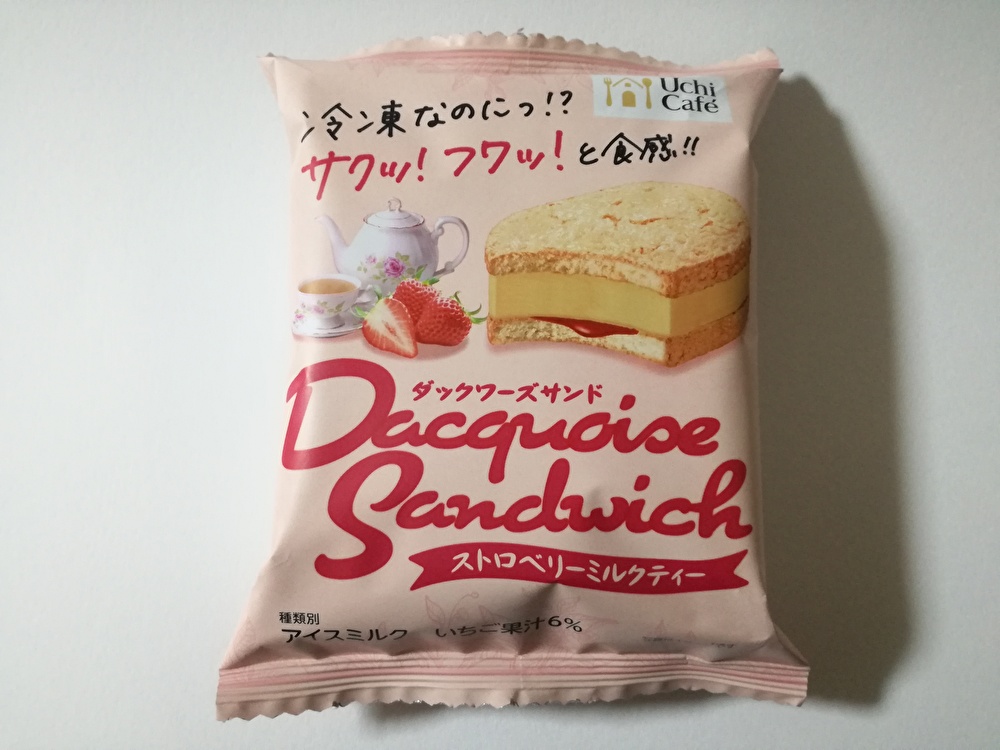 Uchi
Café
冷凍なのにっ!?
サクッ!フワッ!と食感!!
ダックワーズサンド
Dacquoise
Sandwich
ストロベリーミルクティー
種類別
アイスミルク いちご果汁6%